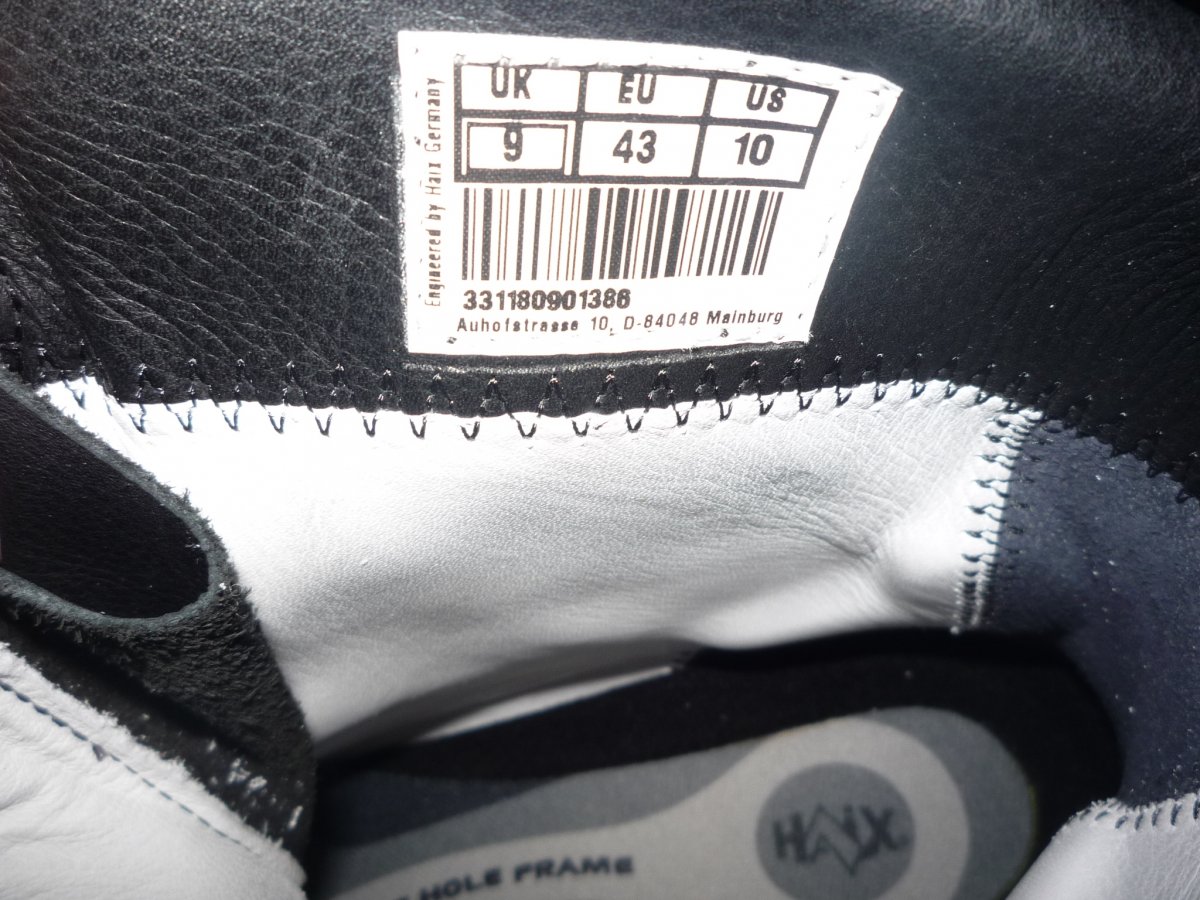 UK EU US
9 43 10
Engineered by Haix Germany
331180901386
Auhofstrasse 10, D-84048 Mainburg
HAIX
HOLE FRAME